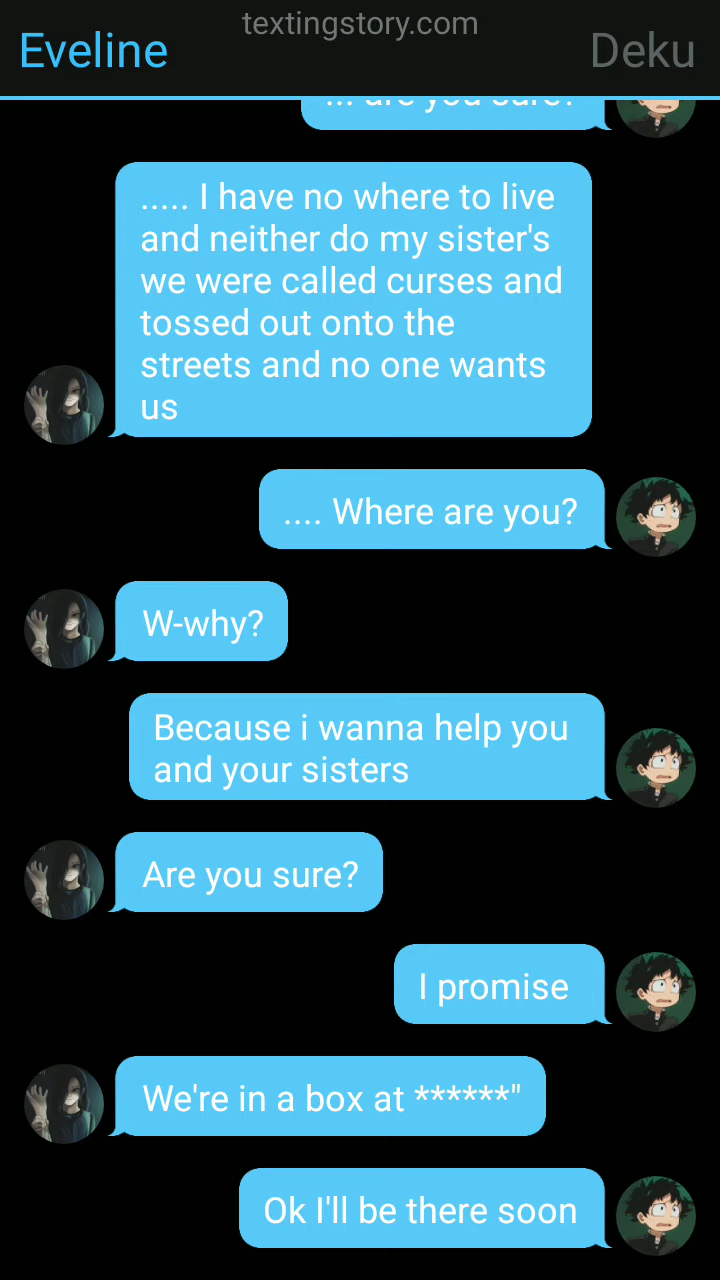 textingstory.com
Eveline
Deku
... are you sure?
..... I have no where to live
and neither do my sister's
we were called curses and
tossed out onto the
streets and no one wants
us
.... Where are you?
W-why?
Because i wanna help you
and your sisters
Are you sure?
I promise
We're in a box at ******"
Ok I'll be there soon